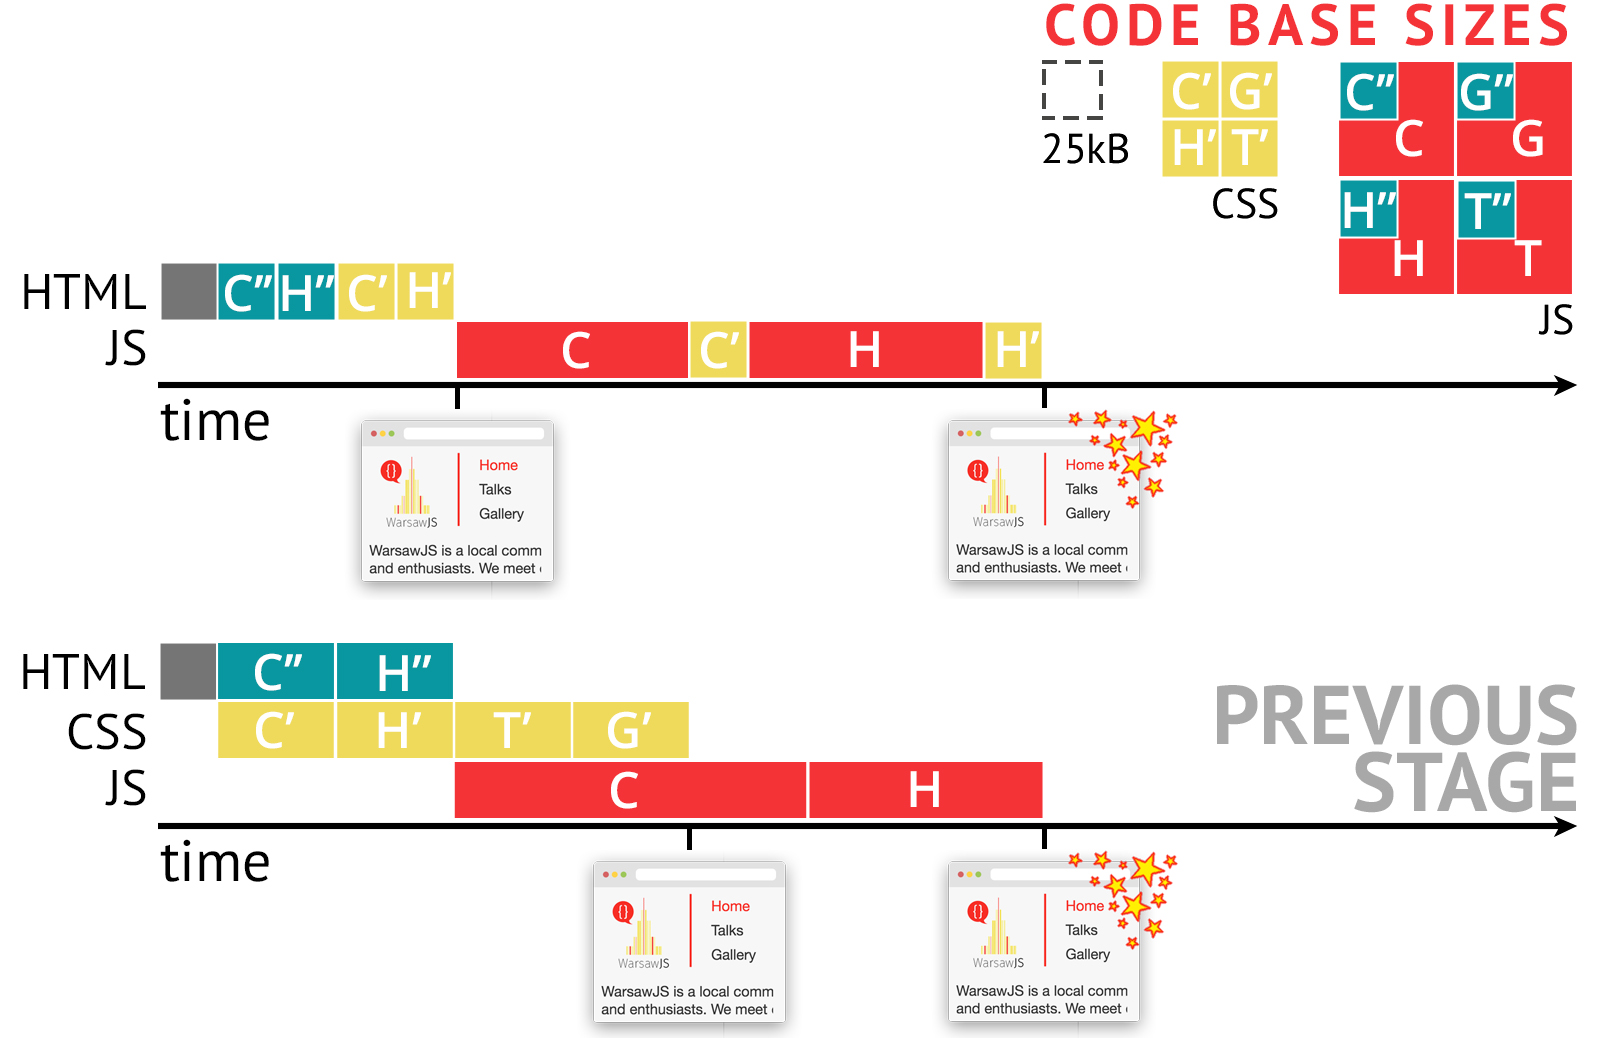 CODE BASE SIZES
25kB
C′ G′
H′ T′
CSS
C″ G″
C G
H″ T″
H T
JS
HTML C″ H″ C′ H′
JS C C′ H H′
time
{}
WarsawJS
Home
Talks
Gallery
WarsawJS is a local comm
and enthusiasts. We meet
{}
WarsawJS
Home
Talks
Gallery
WarsawJS is a local comm
and enthusiasts. We meet
HTML C″ H″
CSS C′ H′ T′ G′
JS C H
PREVIOUS
STAGE
time
{}
WarsawJS
Home
Talks
Gallery
WarsawJS is a local comm
and enthusiasts. We meet
{}
WarsawJS
Home
Talks
Gallery
WarsawJS is a local comm
and enthusiasts. We meet